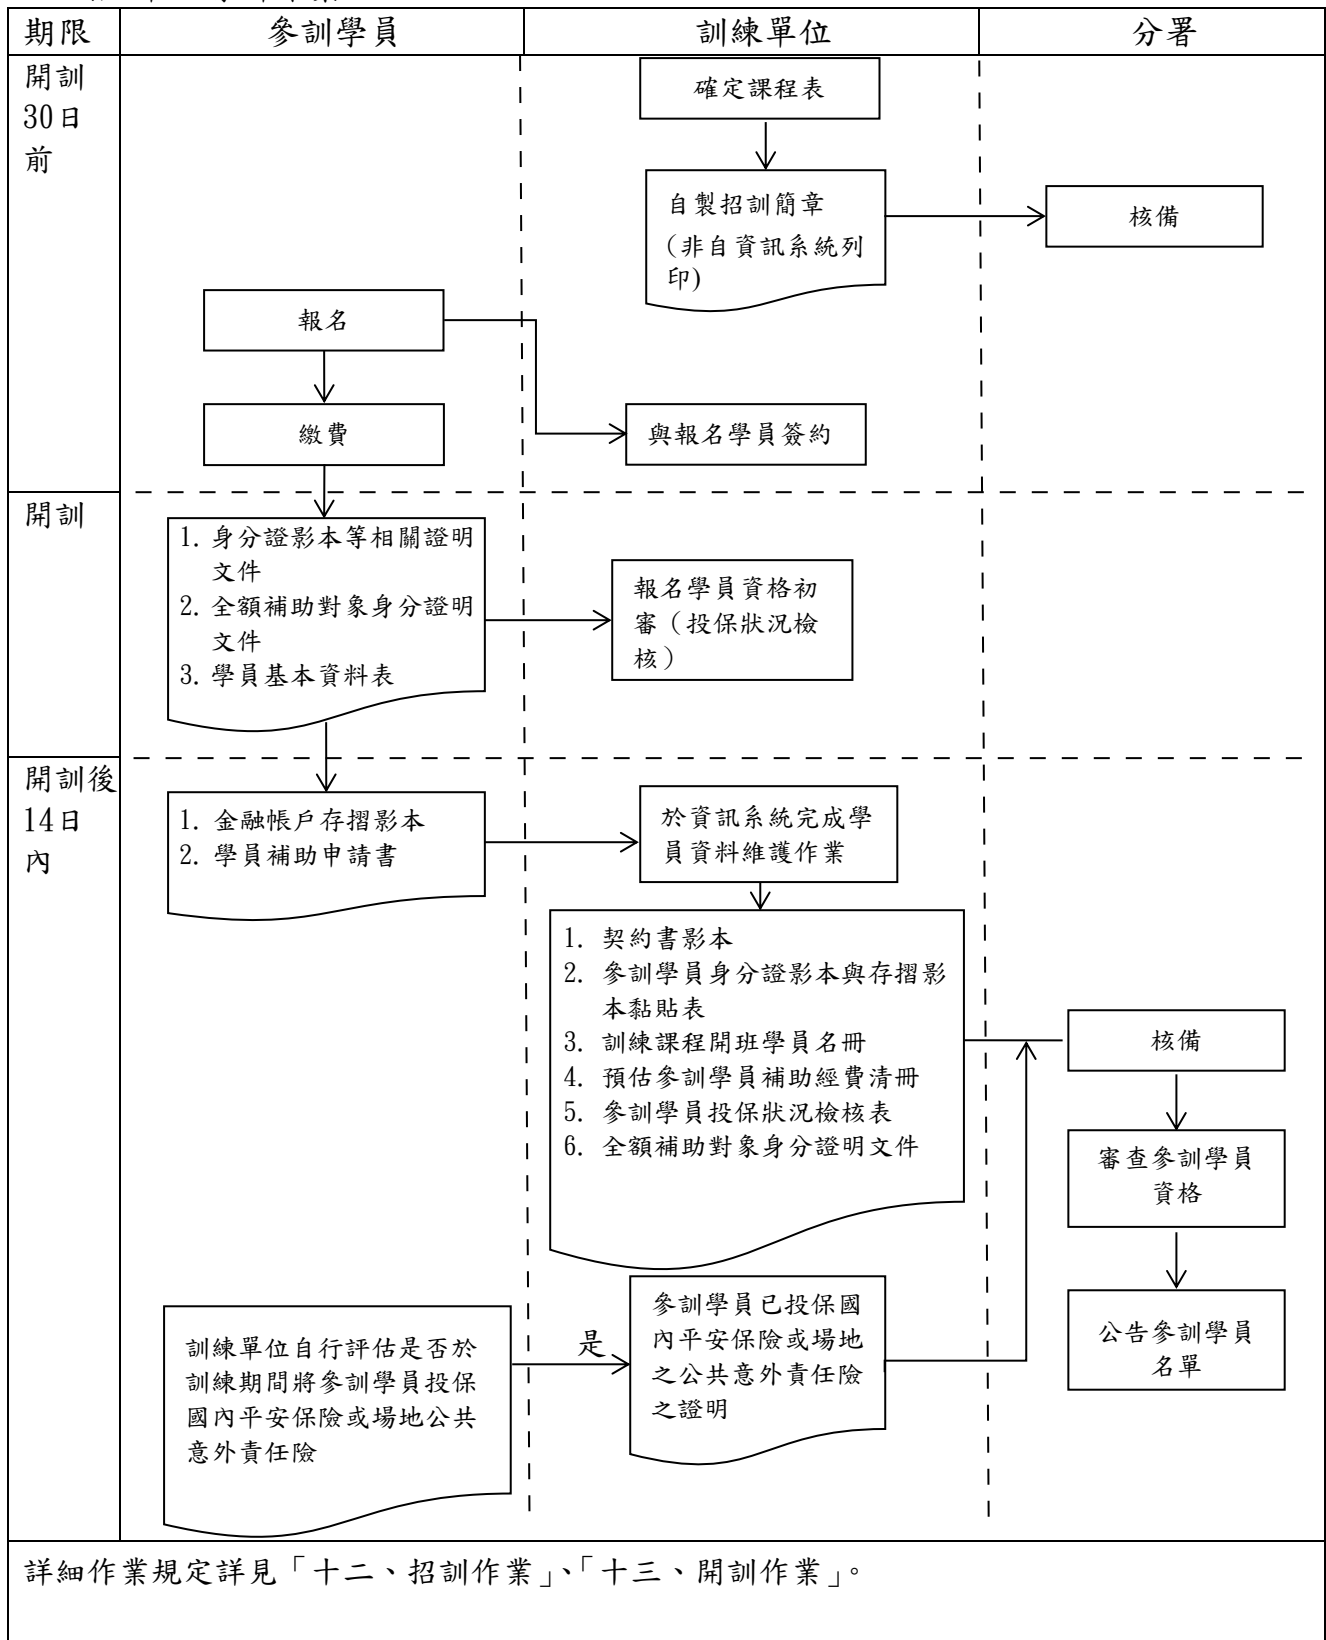 期限
參訓學員
訓練單位
分署
開訓
30日
前
確定課程表
自製招訓簡章
(非自資訊系統列
印)
核備
報名
繳費
與報名學員簽約
開訓
1. 身分證影本等相關證明
文件
2. 全額補助對象身分證明
文件
3. 學員基本資料表
報名學員資格初
審（投保狀況檢
核）
開訓後
14日
內
1. 金融帳戶存摺影本
2. 學員補助申請書
於資訊系統完成學
員資料維護作業
1. 契約書影本
2. 參訓學員身分證影本與存摺影
本黏貼表
3. 訓練課程開班學員名冊
4. 預估參訓學員補助經費清冊
5. 參訓學員投保狀況檢核表
6. 全額補助對象身分證明文件
核備
審查參訓學員
資格
公告參訓學員
名單
訓練單位自行評估是否於
訓練期間將參訓學員投保
國內平安保險或場地公共
意外責任險
是
參訓學員已投保國
內平安保險或場地
之公共意外責任險
之證明
詳細作業規定詳見「十二、招訓作業」、「十三、開訓作業」。